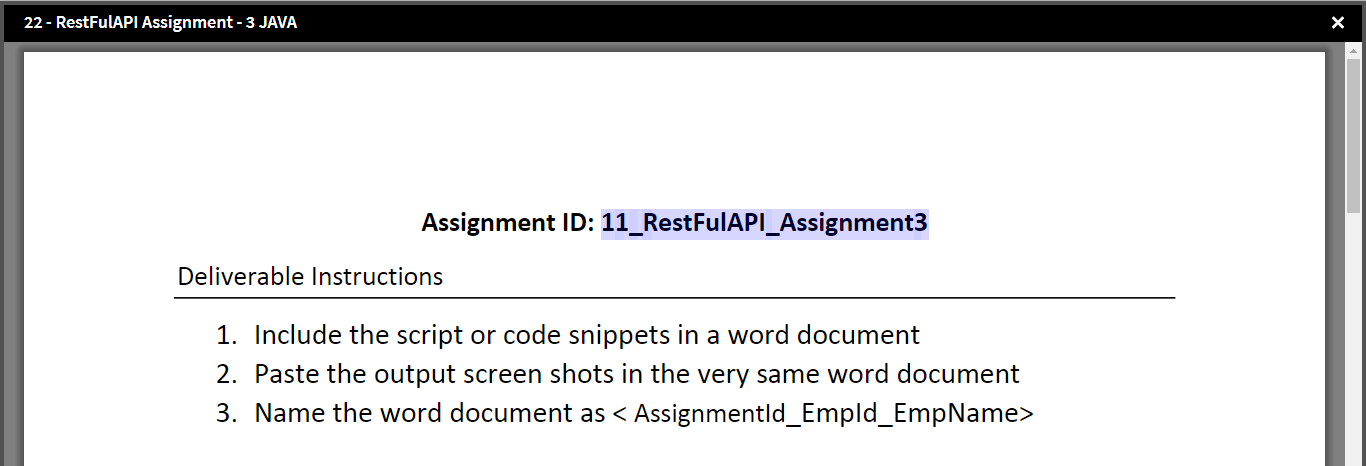 22 - RestFulAPI Assignment - 3 JAVA
Assignment ID: 11_RestFulAPI_Assignment3
Deliverable Instructions
1. Include the script or code snippets in a word document
2. Paste the output screen shots in the very same word document
3. Name the word document as < AssignmentId_EmpId_EmpName>